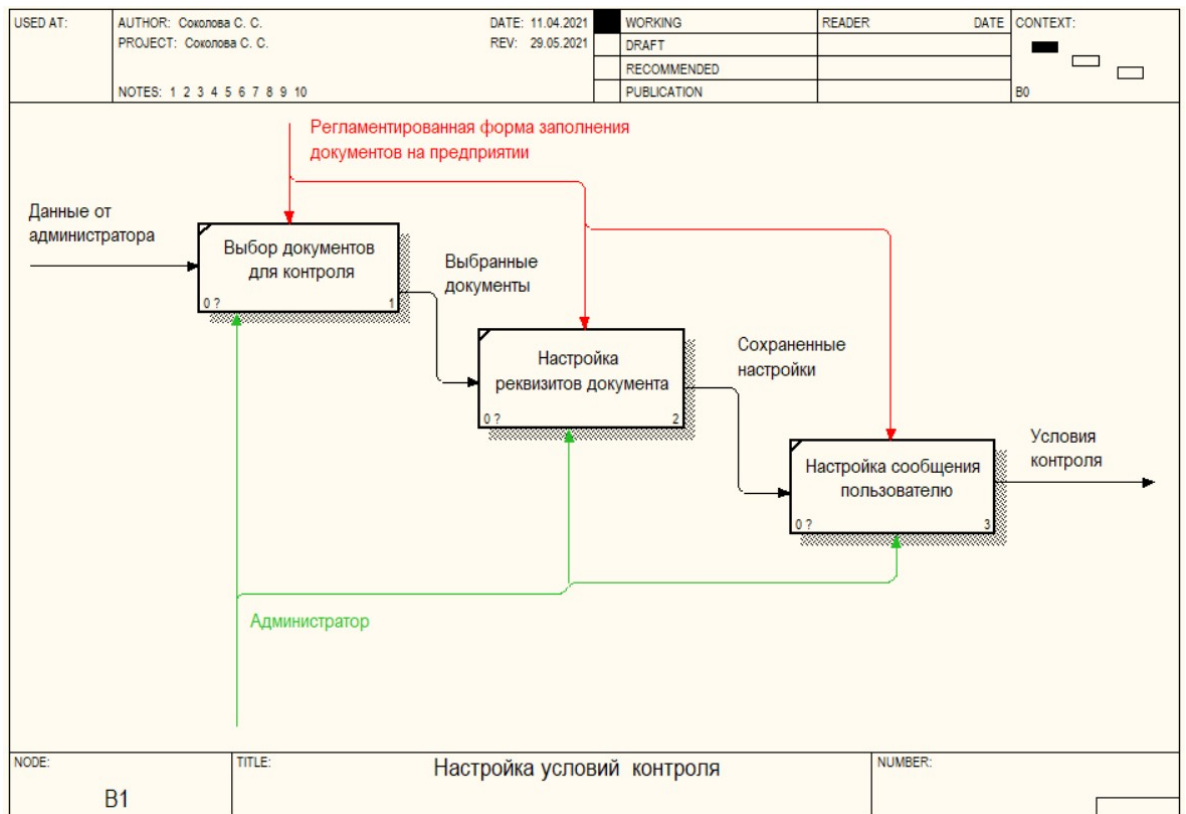 USED AT:
AUTHOR: Соколова С. С.
DATE: 11.04.2021
PROJECT: Соколова С. С.
REV: 29.05.2021
NOTES: 1 2 3 4 5 6 7 8 9 10
WORKING
DRAFT
RECOMMENDED
PUBLICATION
READER
DATE
CONTEXT:
B0
Регламентированная форма заполнения
документов на предприятии
Данные от
администратора
Выбор документов
для контроля
0 ?
1
Выбранные
документы
Настройка
реквизитов документа
0 ?
2
Сохраненные
настройки
Настройка сообщения
пользователю
0 ?
3
Условия
контроля
Администратор
NODE:
B1
TITLE:
Настройка условий контроля
NUMBER: